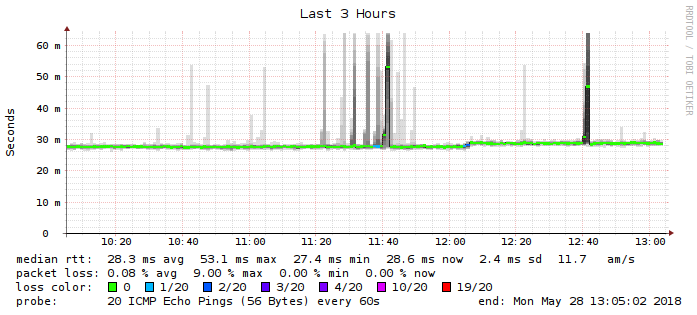 Last 3 Hours
RRDTOOL / TOBI OETIKER
Seconds
60 m
50 m
40 m
30 m
20 m
10 m
0
10:20 10:40 11:00 11:20 11:40 12:00 12:20 12:40 13:00
median rtt: 28.3 ms avg 53.1 ms max 27.4 ms min 28.6 ms now 2.4 ms sd 11.7 am/s
packet loss: 0.08 % avg 9.00 % max 0.00 % min 0.00 % now
loss color: 0 1/20 2/20 3/20 4/20 10/20 19/20
probe: 20 ICMP Echo Pings (56 Bytes) every 60s end: Mon May 28 13:05:02 2018